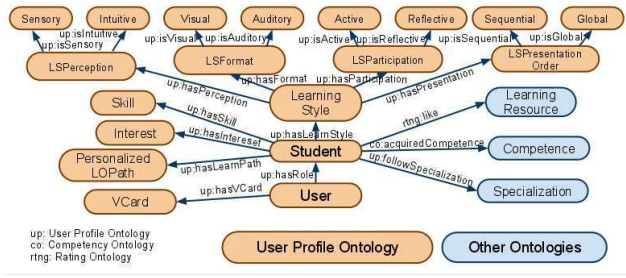 Sensory Intuitive Visual Auditory Active Reflective Sequential Global
up:isIntuitive up:isVisual up:isAuditory up:isActive up:isReflective up:isSequential up:isGlobal
up:isSensory
LSPerception LSFormat LSParticipation LSPresentation
Order
up:hasPerception up:hasFormat up:hasParticipation up:hasPresentation
Learning
Style
Skill up:hasSkill up:hasLearnStyle rtng:like Learning
Resource
Interest up:hasIntereset Student co:acquiredCompetence Competence
Personalized
LOPath
up:hasLearnPath up:followSpecialization
up:hasRole Specialization
VCard up:hasVCard User
up: User Profile Ontology
co: Competency Ontology
rtng: Rating Ontology
User Profile Ontology Other Ontologies